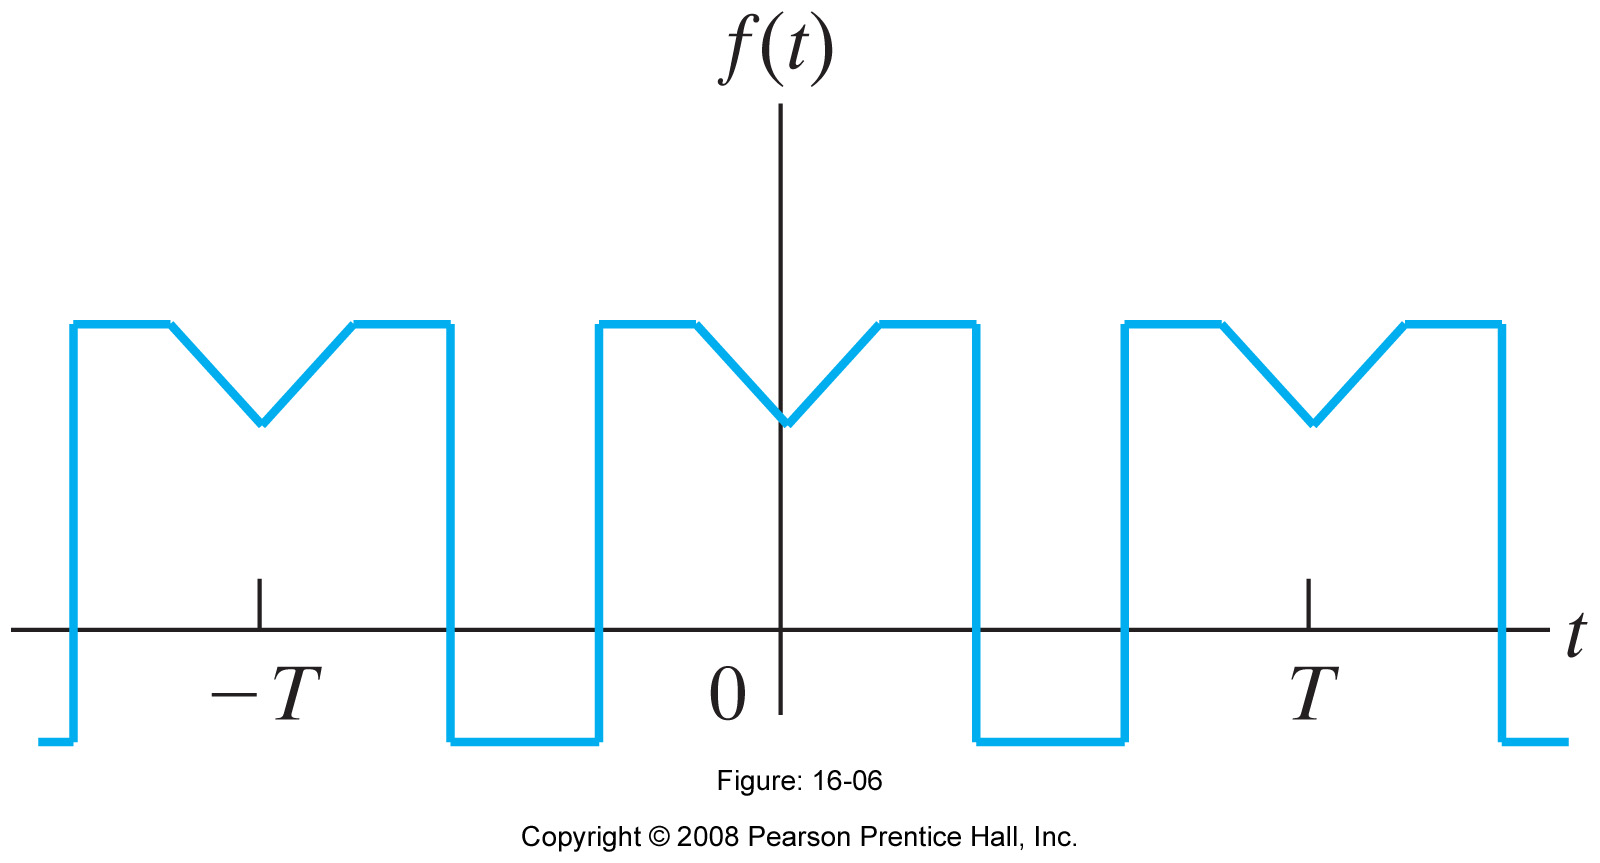 f(t)
t
−T 0 T
Figure: 16-06
Copyright © 2008 Pearson Prentice Hall, Inc.